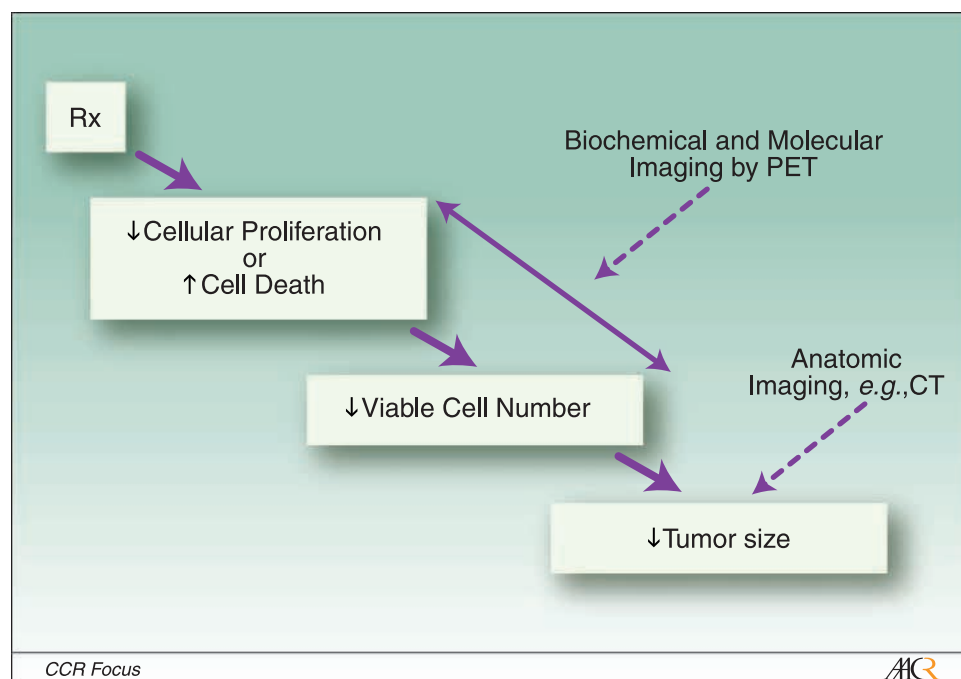 Rx
Biochemical and Molecular
Imaging by PET
↓Cellular Proliferation
or
↑Cell Death
Anatomic
Imaging, e.g.,CT
↓Viable Cell Number
↓Tumor size
CCR Focus
AACR